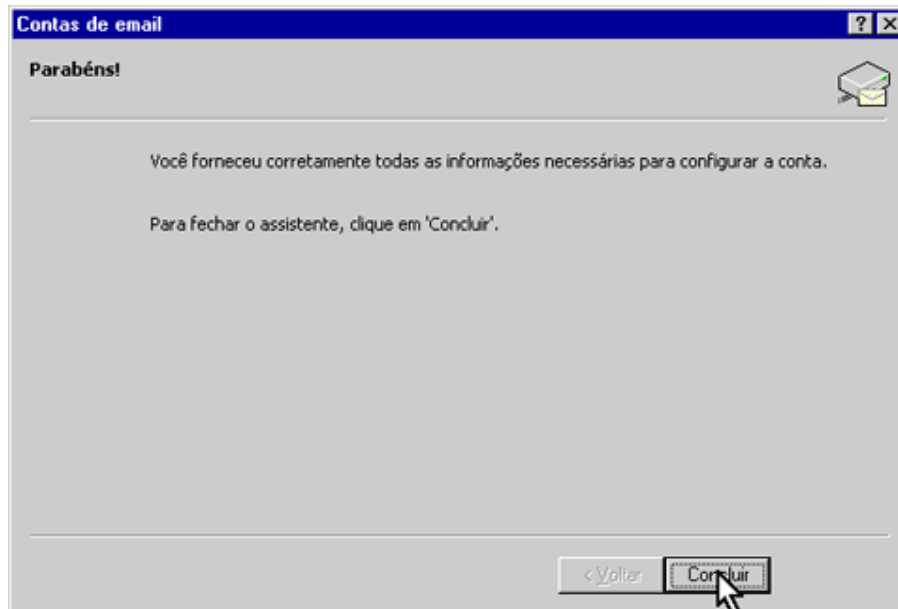 Contas de email
Parabéns!
Você forneceu corretamente todas as informações necessárias para configurar a conta.
Para fechar o assistente, clique em 'Concluir'.
< Voltar Concluir